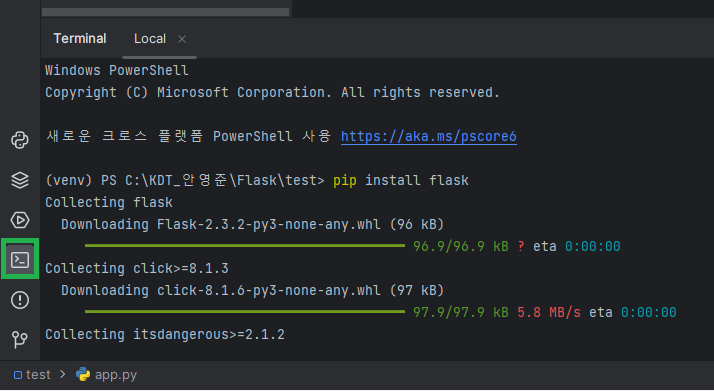 Terminal Local ×
Windows PowerShell
Copyright (C) Microsoft Corporation. All rights reserved.
새로운 크로스 플랫폼 PowerShell 사용 https://aka.ms/pscore6
(venv) PS C:\KDT_안영준\Flask\test> pip install flask
Collecting flask
Downloading Flask-2.3.2-py3-none-any.whl (96 kB)
96.9/96.9 kB ? eta 0:00:00
Collecting click>=8.1.3
Downloading click-8.1.6-py3-none-any.whl (97 kB)
97.9/97.9 kB 5.8 MB/s eta 0:00:00
Collecting itsdangerous>=2.1.2
test > app.py